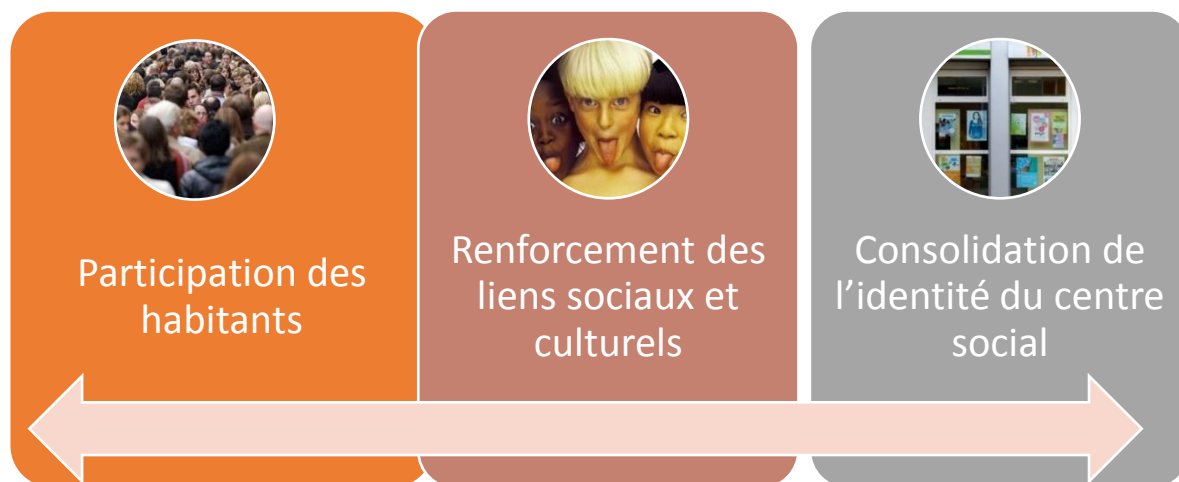 Participation des
habitants
Renforcement des
liens sociaux et
culturels
Consolidation de
l’identité du centre
social